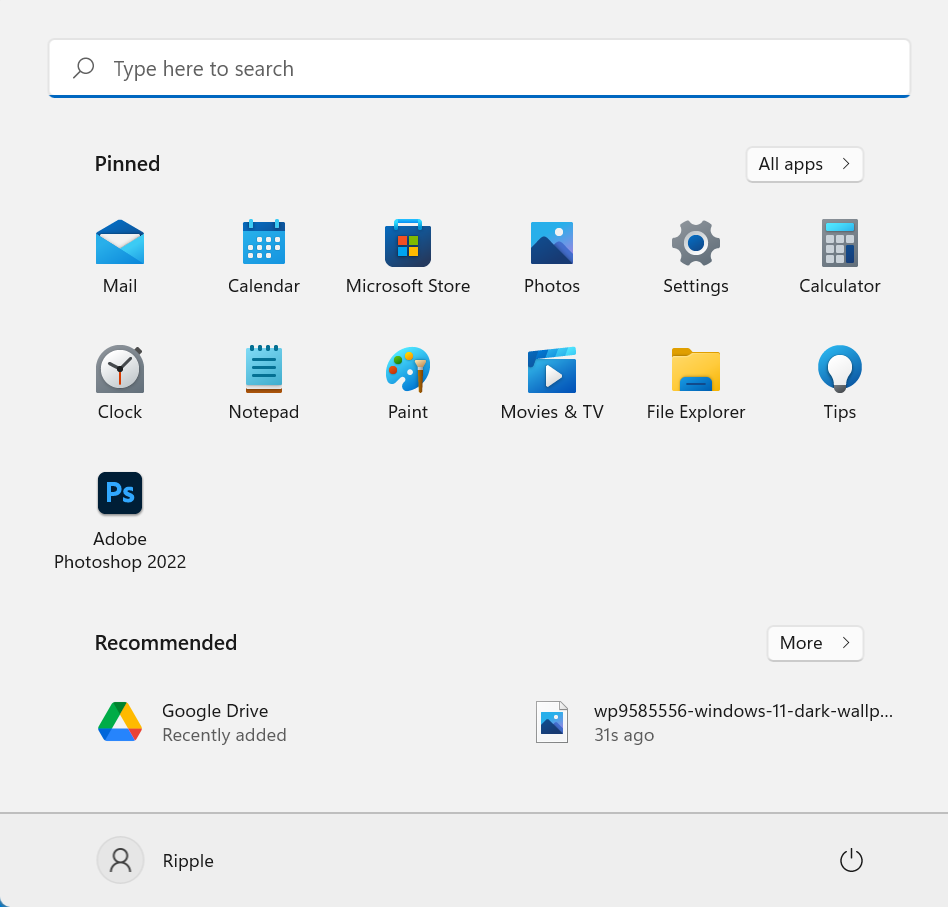 Type here to search
Pinned
All apps
Mail
Calendar
Microsoft Store
Photos
Settings
Calculator
Clock
Notepad
Paint
Movies & TV
File Explorer
Tips
Ps
Adobe
Photoshop 2022
Recommended
More
Google Drive
Recently added
wp9585556-windows-11-dark-wallp...
31s ago
Ripple